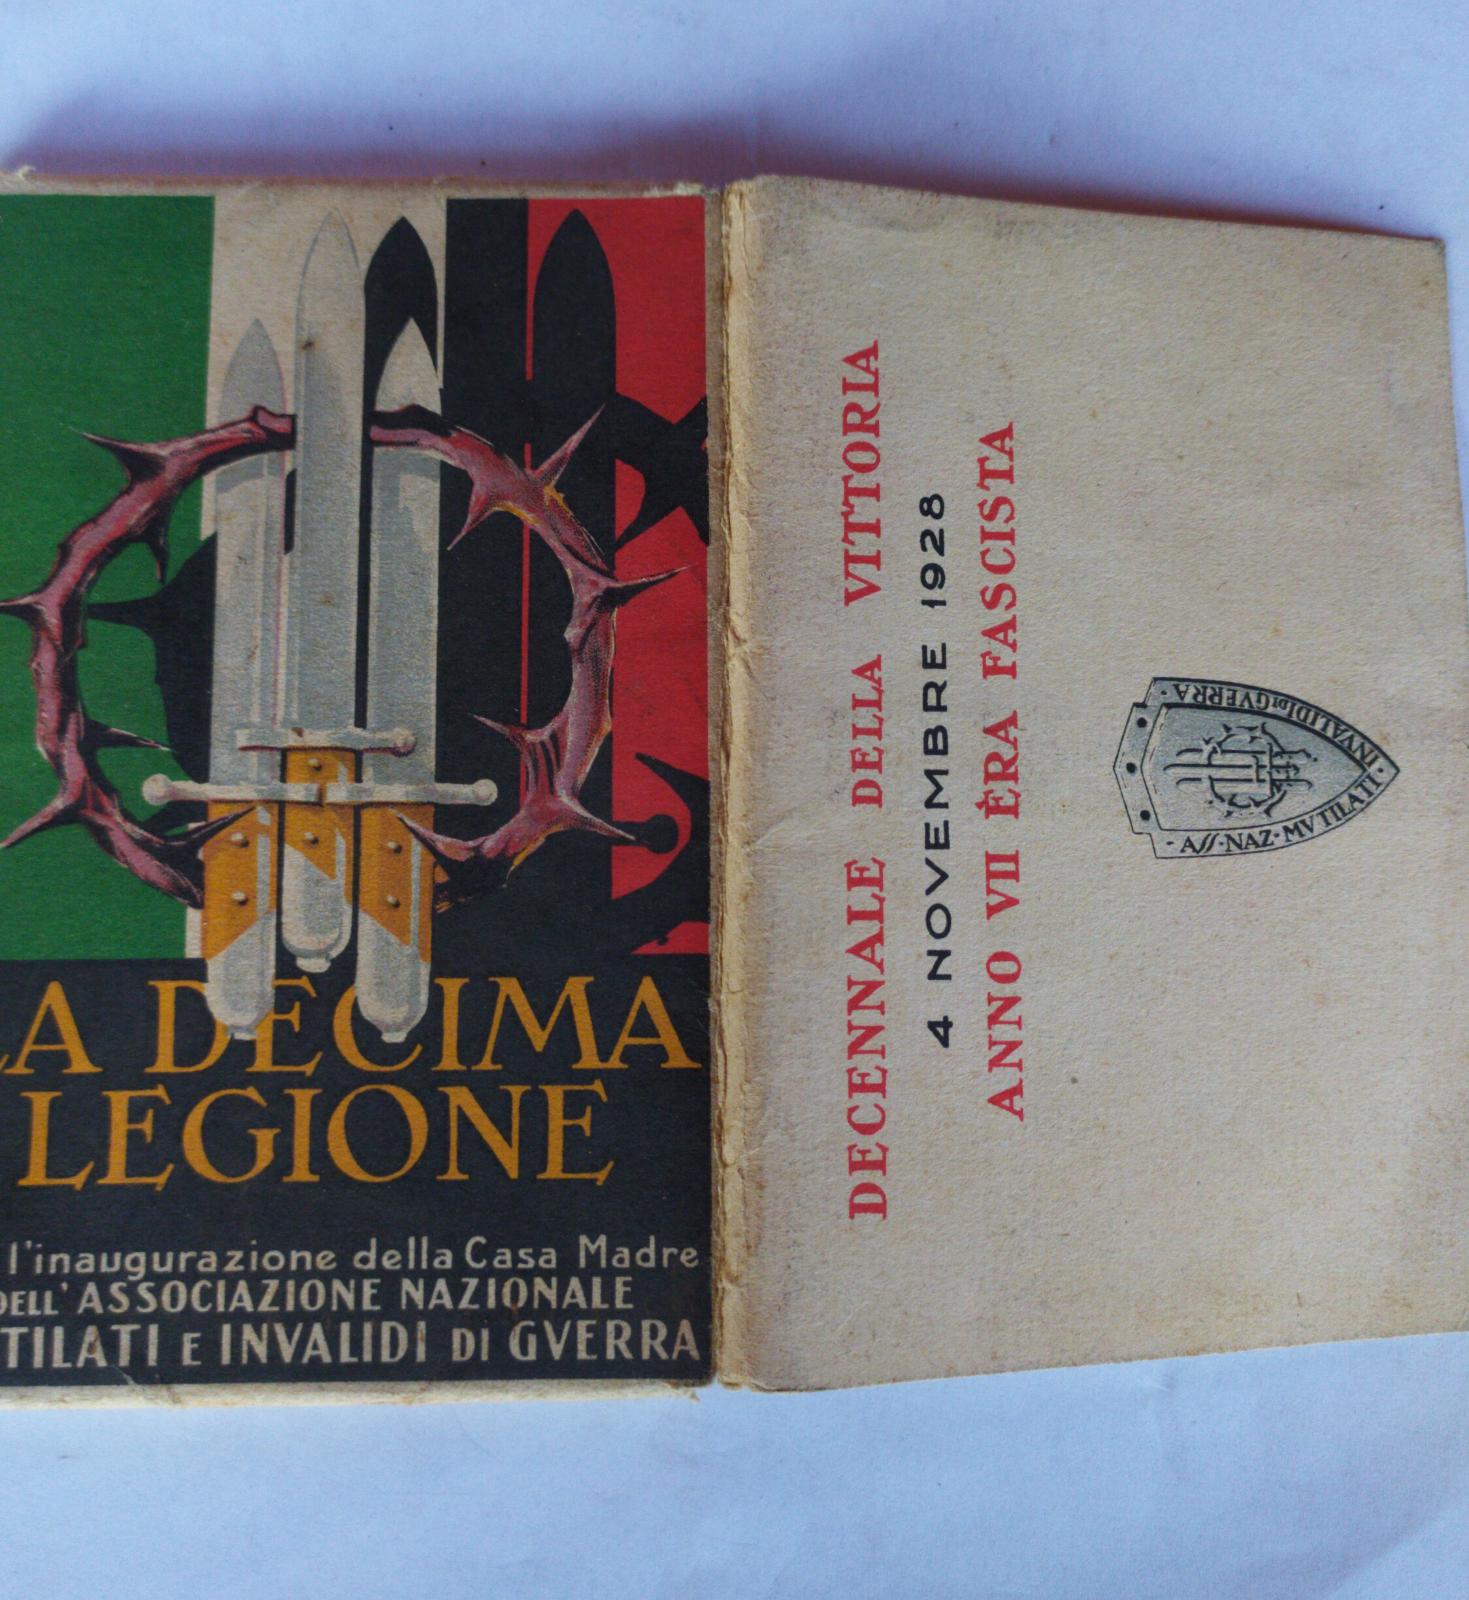 LA DECIMA
LEGIONE
l'inaugurazione della Casa Madre
DELL'ASSOCIAZIONE NAZIONALE
TILATI E INVALIDI DI GVERRA
DECENNALE DELLA VITTORIA
4 NOVEMBRE 1928
ANNO VII ÈRA FASCISTA
· ASS · NAZ · MVTILATI · INVALIDI DI GVERRA ·